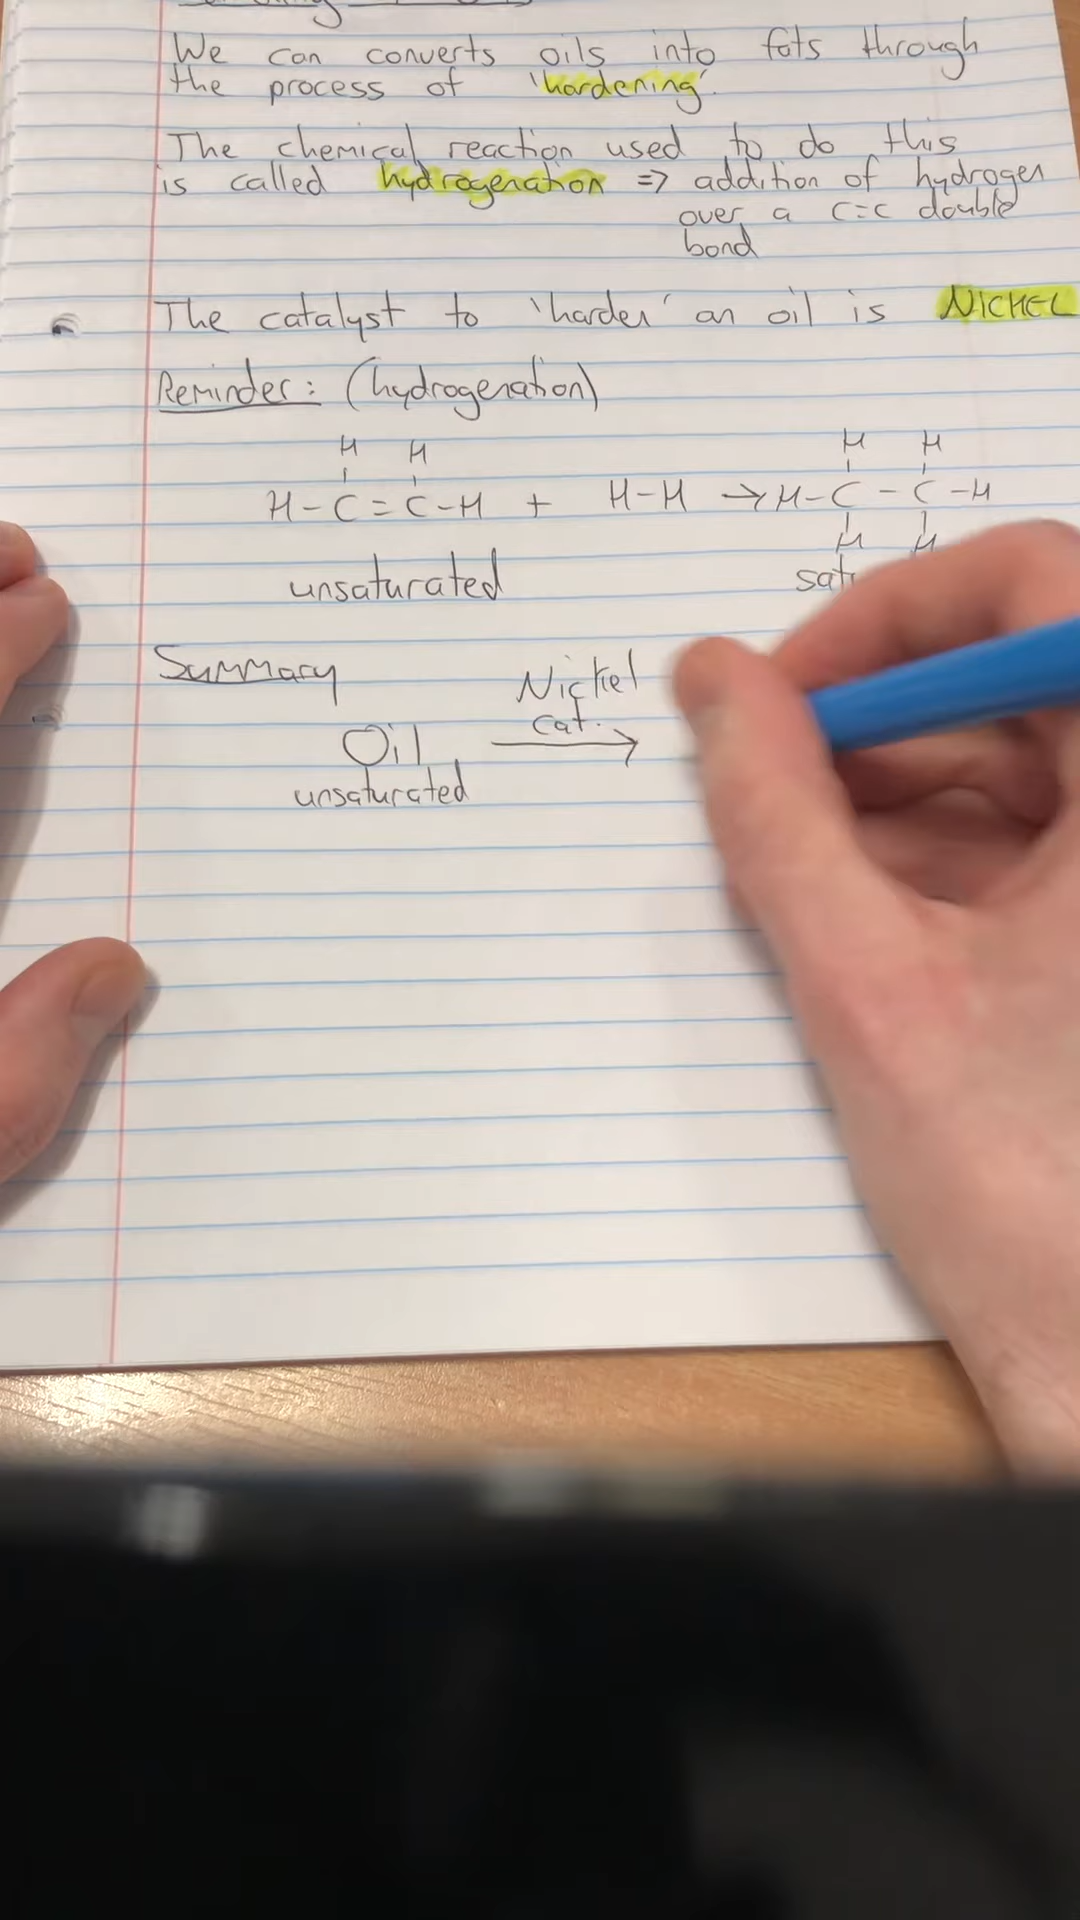 We can converts oils into fats through
the process of 'hardening'.
The chemical reaction used to do this
is called hydrogenation => addition of hydrogen
over a C=C double
bond
The catalyst to 'harden' an oil is NICKEL
Reminder: (hydrogenation)
H H H H
H-C=C-H + H-H → H-C-C-H
H H
unsaturated
Summary
Nickel
cat.
Oil →
unsaturated